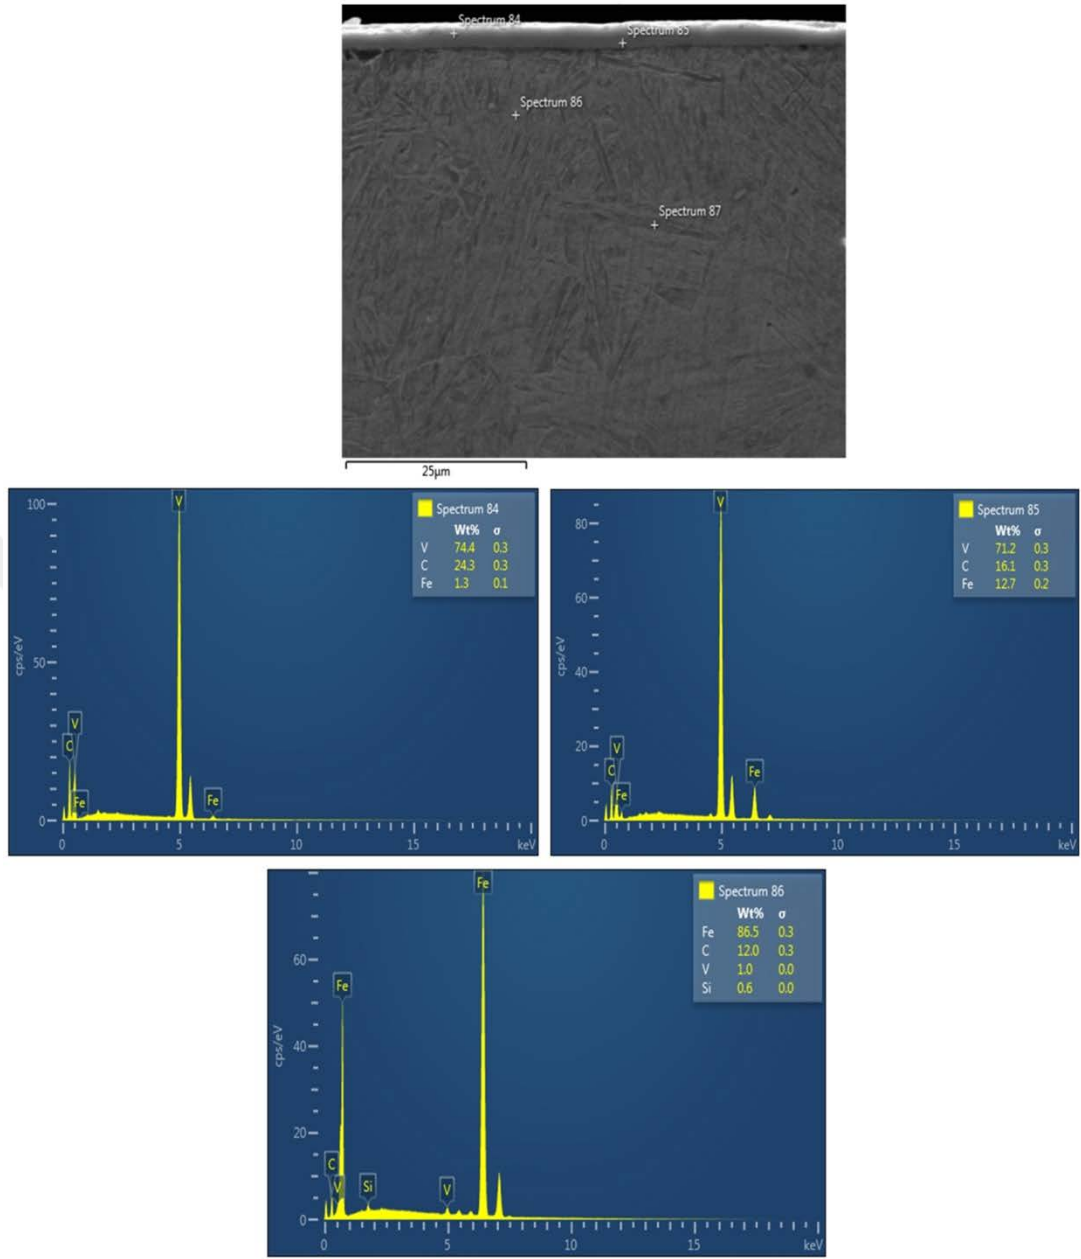 Spectrum 84
Spectrum 85
Spectrum 86
Spectrum 87
25µm
100
50
0
cps/eV
V
V
C
Fe
Fe
0 5 10 15 keV
Spectrum 84
Wt% σ
V 74.4 0.3
C 24.3 0.3
Fe 1.3 0.1
80
60
40
20
0
cps/eV
V
V
C
Fe
Fe
0 5 10 15 keV
Spectrum 85
Wt% σ
V 71.2 0.3
C 16.1 0.3
Fe 12.7 0.2
60
40
20
0
cps/eV
Fe
Fe
C
V
Si
V
0 5 10 15 keV
Spectrum 86
Wt% σ
Fe 86.5 0.3
C 12.0 0.3
V 1.0 0.0
Si 0.6 0.0